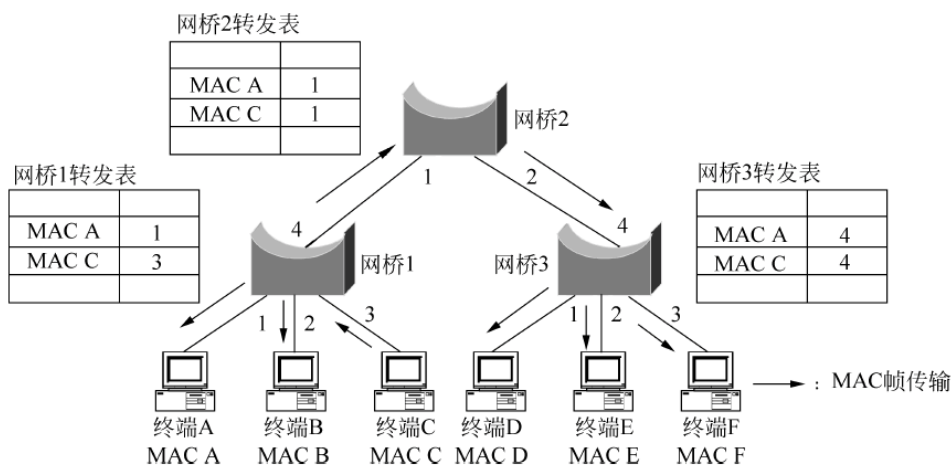 网桥2转发表
MAC A 1
MAC C 1
网桥2
1 2
网桥1转发表
MAC A 1
MAC C 3
网桥3转发表
MAC A 4
MAC C 4
4 4
网桥1 网桥3
1 2 3 1 2 3
：MAC帧传输
终端A 终端B 终端C 终端D 终端E 终端F
MAC A MAC B MAC C MAC D MAC E MAC F